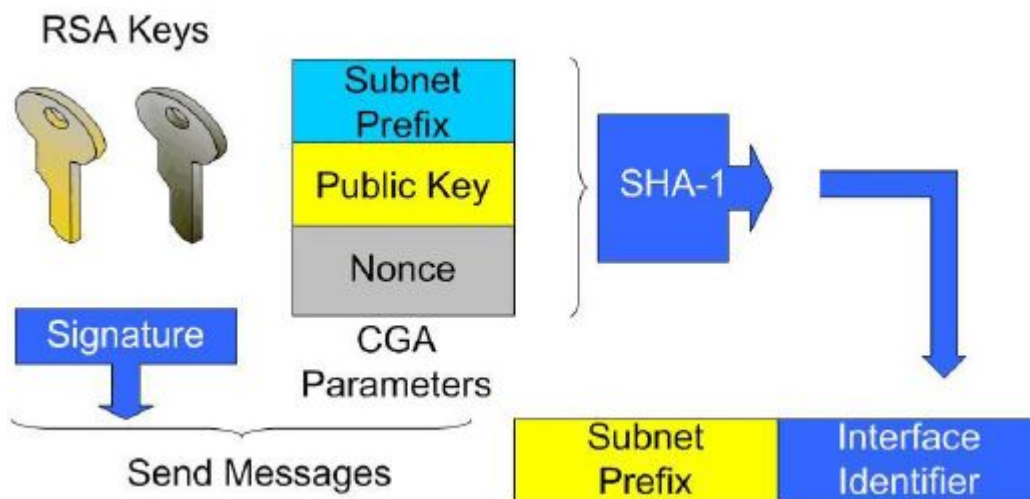 RSA Keys
Subnet
Prefix
Public Key
Nonce
SHA-1
Signature
CGA
Parameters
Send Messages
Subnet
Prefix
Interface
Identifier